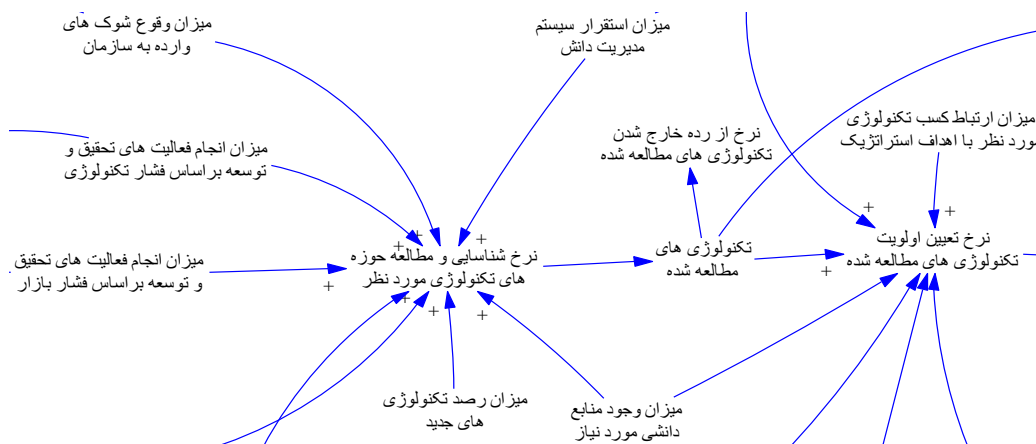 میزان وقوع شوک های
وارده به سازمان
میزان استقرار سیستم
مدیریت دانش
میزان ارتباط کسب تکنولوژی
مورد نظر با اهداف استراتژیک
نرخ از رده خارج شدن
تکنولوژی های مطالعه شده
میزان انجام فعالیت های تحقیق و
توسعه براساس فشار تکنولوژی
نرخ تعیین اولویت
تکنولوژی های مطالعه شده
تکنولوژی های
مطالعه شده
نرخ شناسایی و مطالعه حوزه
های تکنولوژی مورد نظر
میزان انجام فعالیت های تحقیق
و توسعه براساس فشار بازار
میزان رصد تکنولوژی
های جدید
میزان وجود منابع
دانشی مورد نیاز